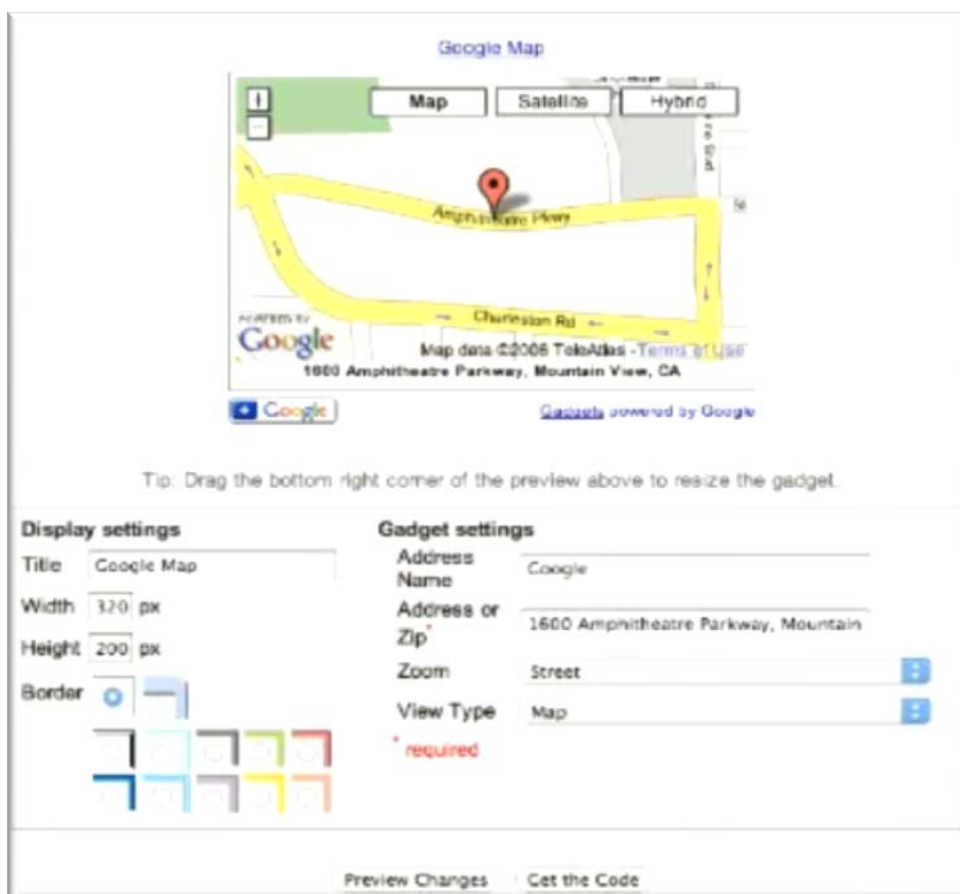 Google Map
+
Map Satellite Hybrid
−
Amphitheatre Pkwy
Charleston Rd
POWERED BY
Google
Map data ©2006 TeleAtlas - Terms of Use
1600 Amphitheatre Parkway, Mountain View, CA
+ Google
Gadgets powered by Google
Tip: Drag the bottom right corner of the preview above to resize the gadget.
Display settings
Title Google Map
Width 320 px
Height 200 px
Border
Gadget settings
Address Name Google
Address or Zip* 1600 Amphitheatre Parkway, Mountain
Zoom Street
View Type Map
* required
Preview Changes Get the Code